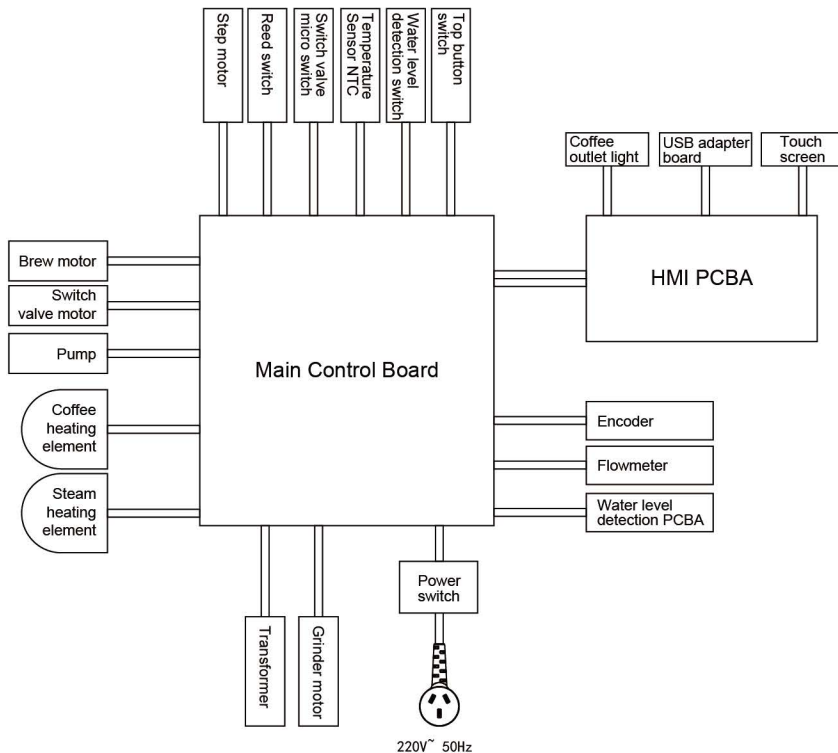 Step motor
Reed switch
Switch valve
micro switch
Temperature
Sensor NTC
Water level
detection switch
Top button
switch
Coffee
outlet light
USB adapter
board
Touch
screen
Brew motor
Switch
valve motor
Pump
Coffee
heating
element
Steam
heating
element
Main Control Board
HMI PCBA
Encoder
Flowmeter
Water level
detection PCBA
Power
switch
Transformer
Grinder motor
220V~ 50Hz